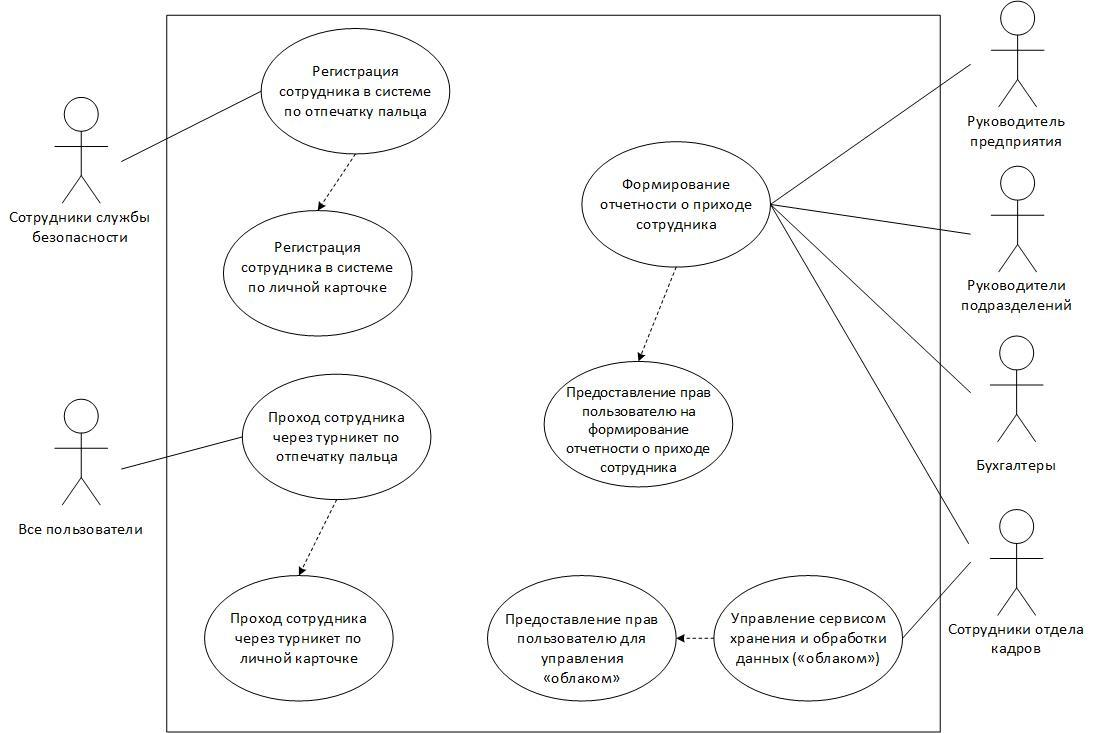 Регистрация
сотрудника в системе
по отпечатку пальца
Сотрудники службы
безопасности
Регистрация
сотрудника в системе
по личной карточке
Проход сотрудника
через турникет по
отпечатку пальца
Все пользователи
Проход сотрудника
через турникет по
личной карточке
Формирование
отчетности о приходе
сотрудника
Предоставление прав
пользователю на
формирование
отчетности о приходе
сотрудника
Предоставление прав
пользователю для
управления
«облаком»
Управление сервисом
хранения и обработки
данных («облаком»)
Руководитель
предприятия
Руководители
подразделений
Бухгалтеры
Сотрудники отдела
кадров